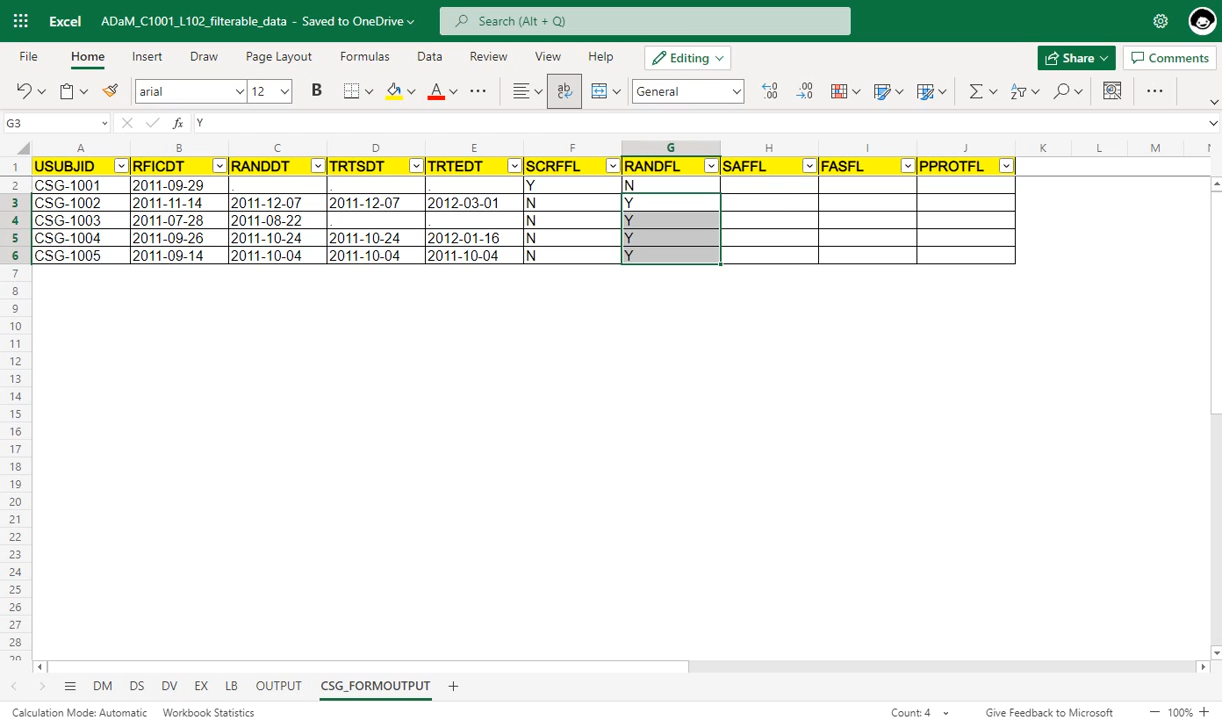 Excel ADaM_C1001_L102_filterable_data - Saved to OneDrive Search (Alt + Q)
File Home Insert Draw Page Layout Formulas Data Review View Help Editing Share Comments
arial 12 B A General .00 .00
G3 fx Y
A B C D E F G H I J K L M
1 USUBJID RFICDT RANDDT TRTSDT TRTEDT SCRFFL RANDFL SAFFL FASFL PPROTFL
2 CSG-1001 2011-09-29 . . . Y N
3 CSG-1002 2011-11-14 2011-12-07 2011-12-07 2012-03-01 N Y
4 CSG-1003 2011-07-28 2011-08-22 . . N Y
5 CSG-1004 2011-09-26 2011-10-24 2011-10-24 2012-01-16 N Y
6 CSG-1005 2011-09-14 2011-10-04 2011-10-04 2011-10-04 N Y
7
8
9
10
11
12
13
14
15
16
17
18
19
20
21
22
23
24
25
26
27
28
29
DM DS DV EX LB OUTPUT CSG_FORMOUTPUT
Calculation Mode: Automatic Workbook Statistics Count: 4 Give Feedback to Microsoft 100%